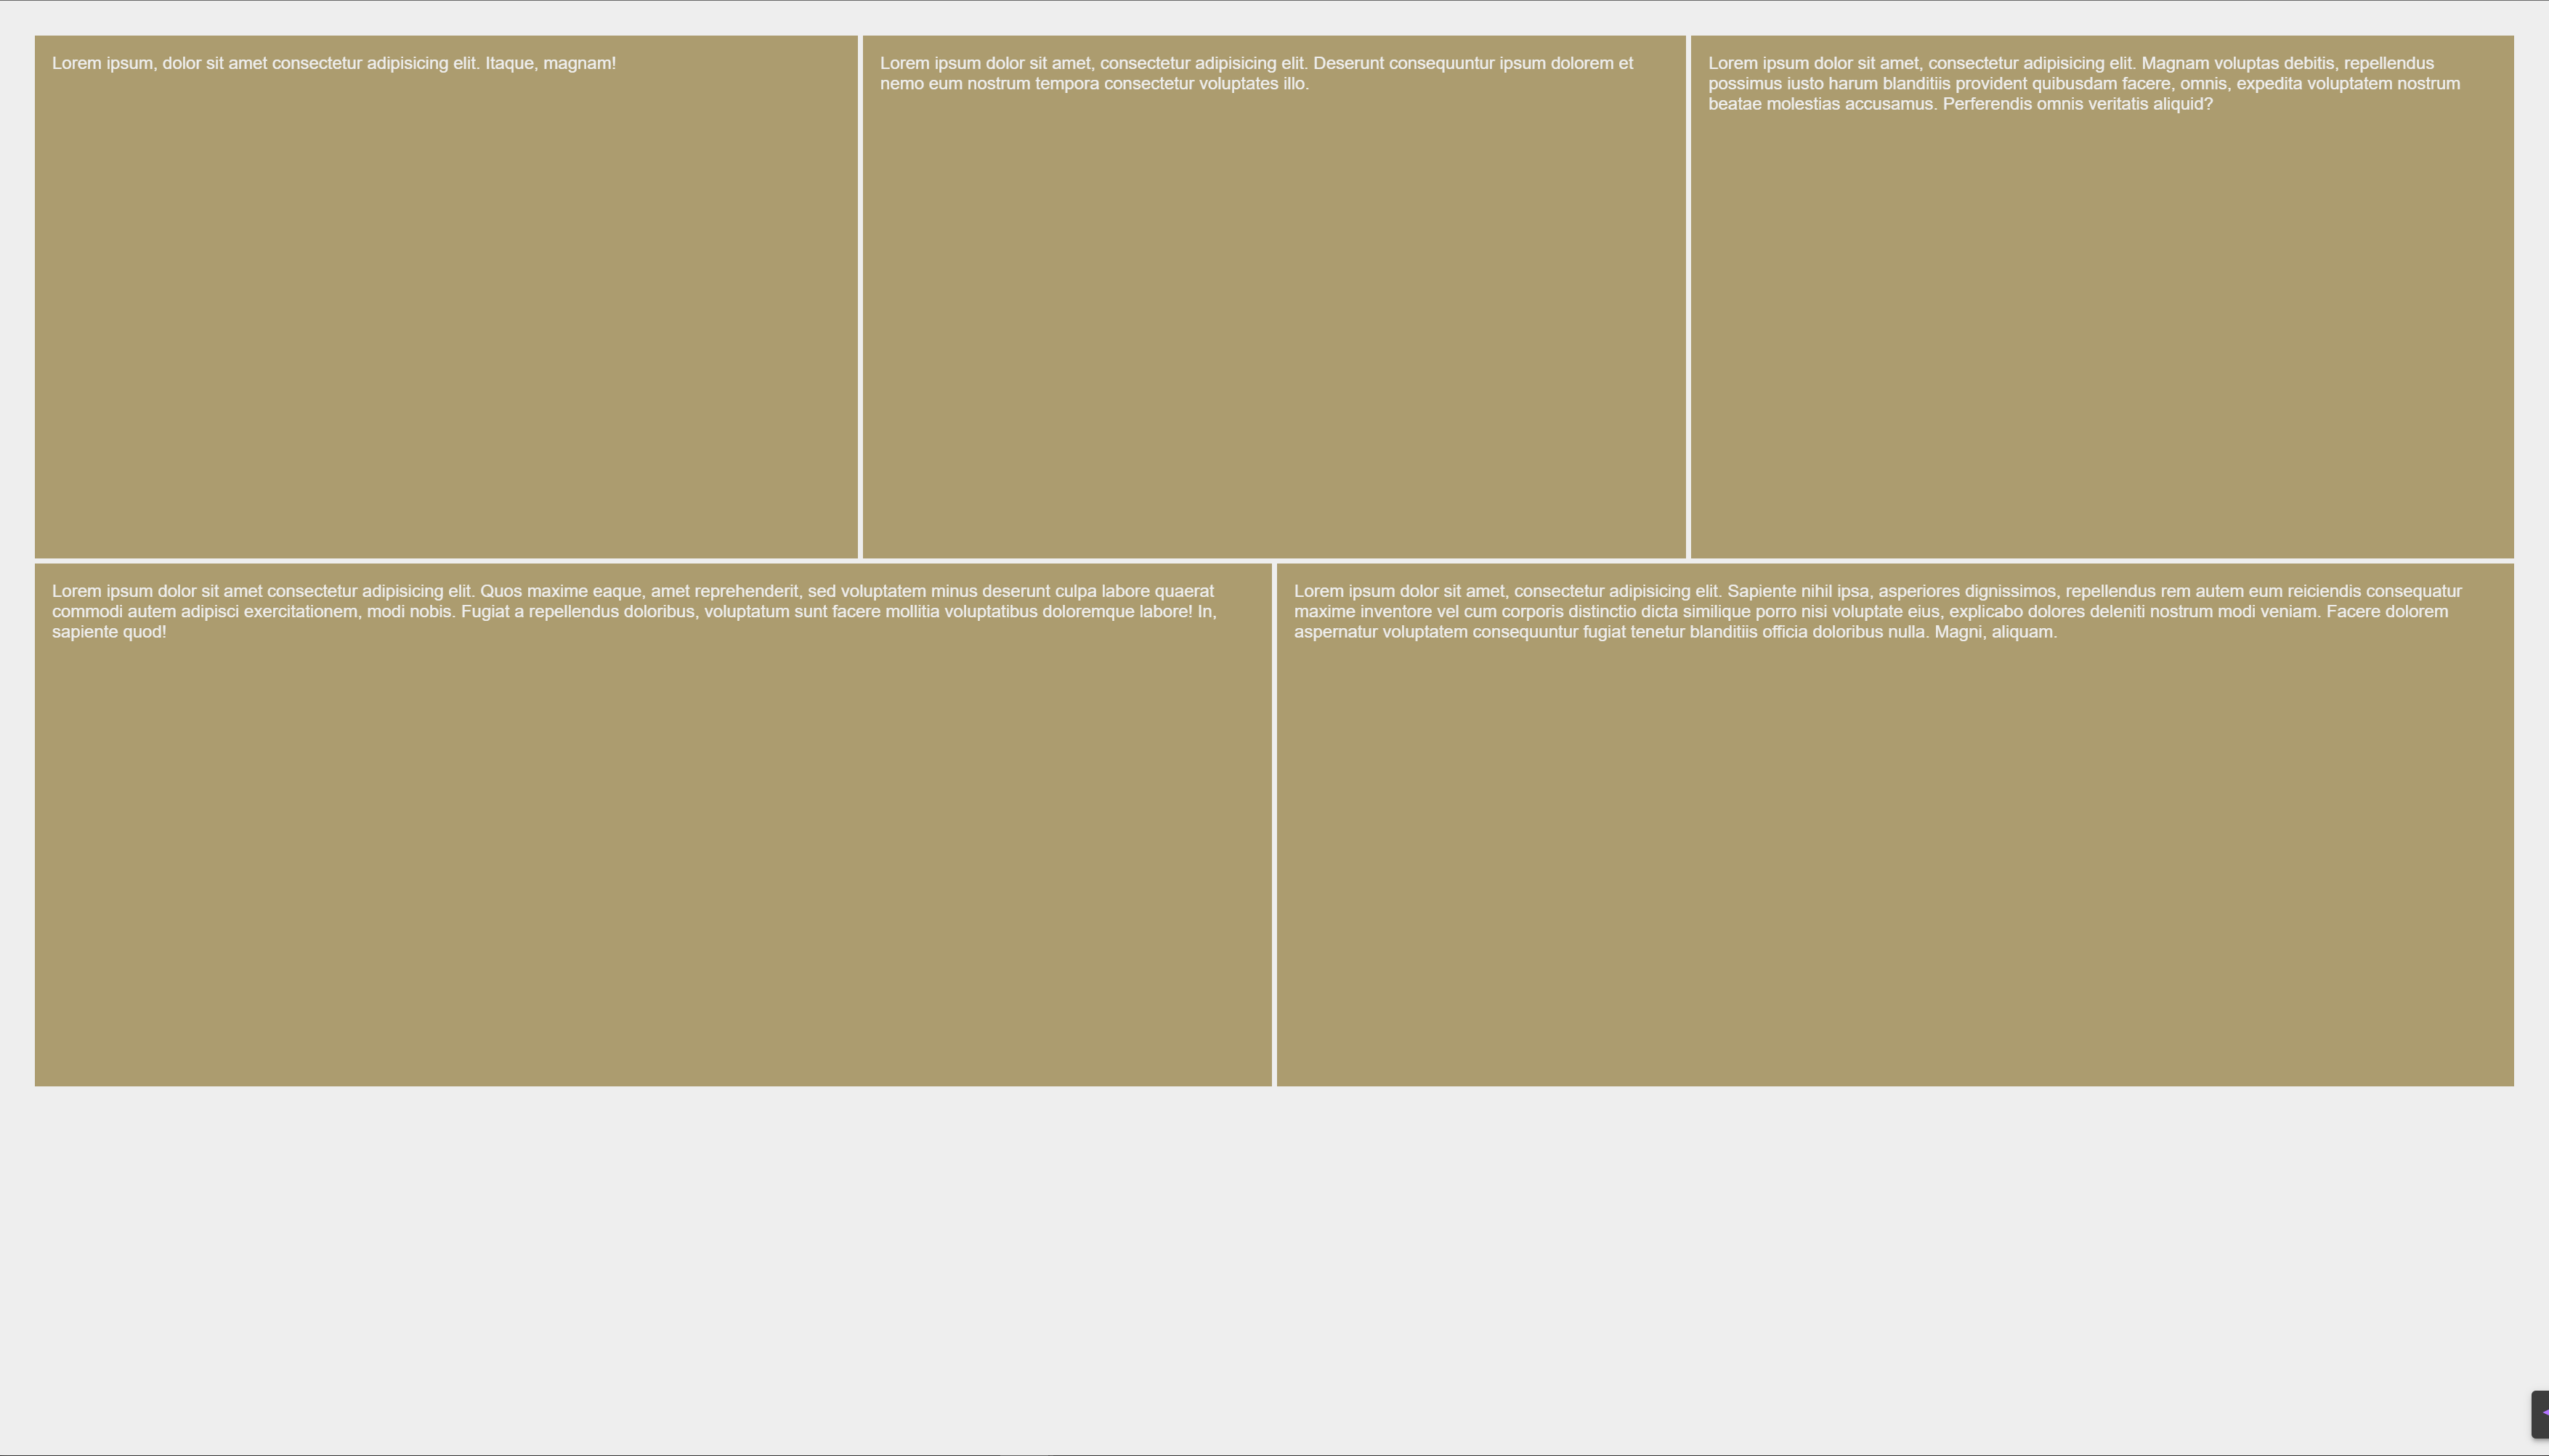 Lorem ipsum, dolor sit amet consectetur adipisicing elit. Itaque, magnam!
Lorem ipsum dolor sit amet, consectetur adipisicing elit. Deserunt consequuntur ipsum dolorem et
nemo eum nostrum tempora consectetur voluptates illo.
Lorem ipsum dolor sit amet, consectetur adipisicing elit. Magnam voluptas debitis, repellendus
possimus iusto harum blanditiis provident quibusdam facere, omnis, expedita voluptatem nostrum
beatae molestias accusamus. Perferendis omnis veritatis aliquid?
Lorem ipsum dolor sit amet consectetur adipisicing elit. Quos maxime eaque, amet reprehenderit, sed voluptatem minus deserunt culpa labore quaerat
commodi autem adipisci exercitationem, modi nobis. Fugiat a repellendus doloribus, voluptatum sunt facere mollitia voluptatibus doloremque labore! In,
sapiente quod!
Lorem ipsum dolor sit amet, consectetur adipisicing elit. Sapiente nihil ipsa, asperiores dignissimos, repellendus rem autem eum reiciendis consequatur
maxime inventore vel cum corporis distinctio dicta similique porro nisi voluptate eius, explicabo dolores deleniti nostrum modi veniam. Facere dolorem
aspernatur voluptatem consequuntur fugiat tenetur blanditiis officia doloribus nulla. Magni, aliquam.